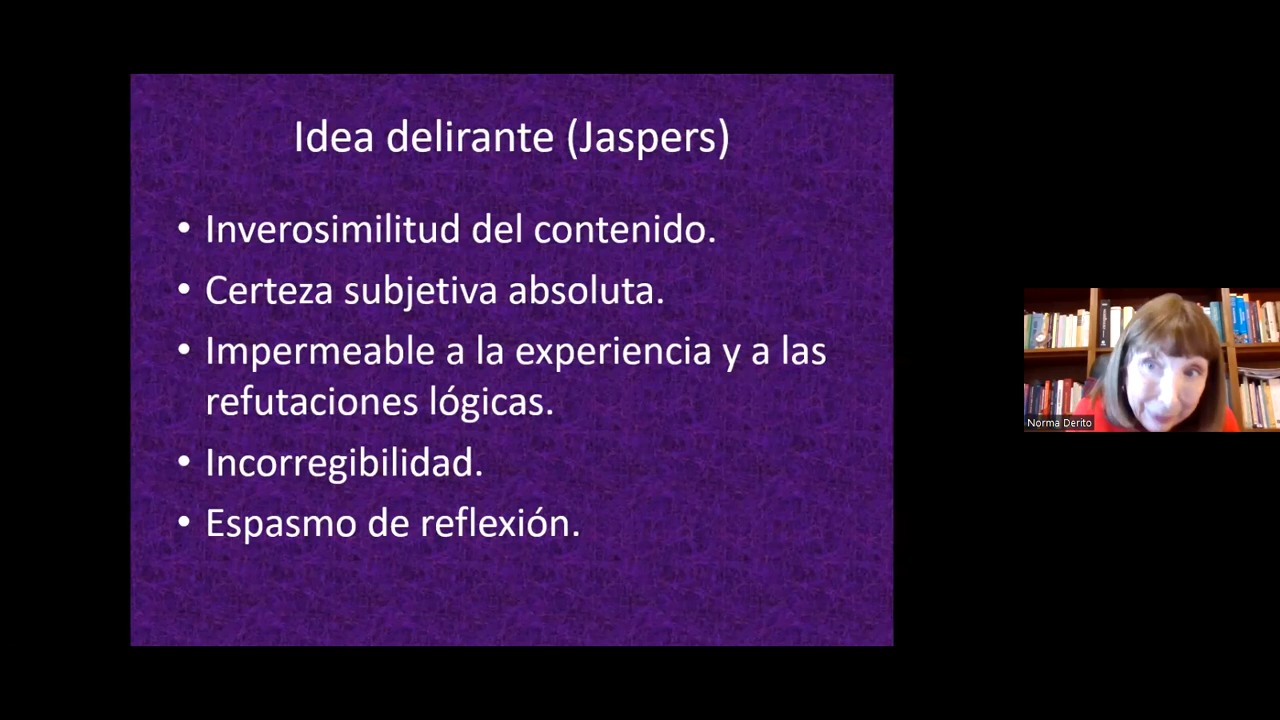 Idea delirante (Jaspers)
• Inverosimilitud del contenido.
• Certeza subjetiva absoluta.
• Impermeable a la experiencia y a las
refutaciones lógicas.
• Incorregibilidad.
• Espasmo de reflexión.
Norma Derito